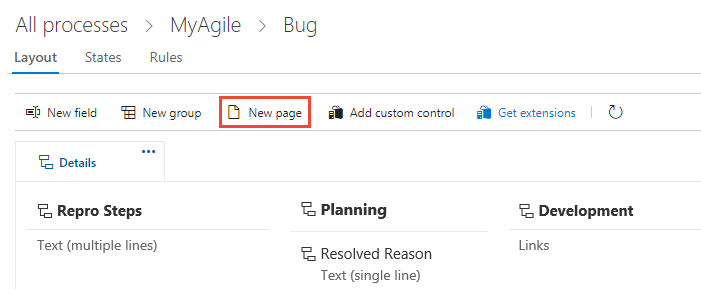 All processes > MyAgile > Bug
Layout States Rules
New field New group New page Add custom control Get extensions
Details ...
Repro Steps Planning Development
Text (multiple lines) Resolved Reason Links
Text (single line)